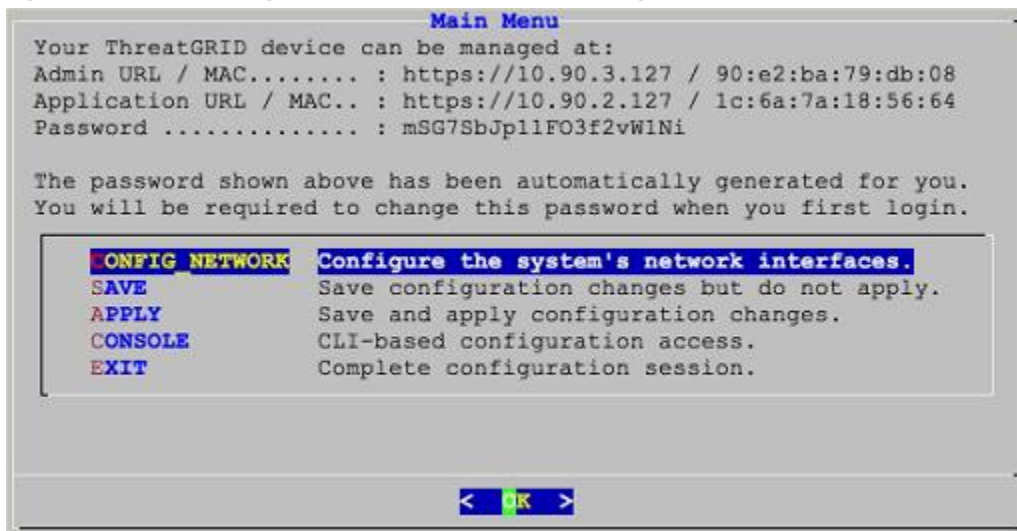 Main Menu
Your ThreatGRID device can be managed at:
Admin URL / MAC........ : https://10.90.3.127 / 90:e2:ba:79:db:08
Application URL / MAC.. : https://10.90.2.127 / 1c:6a:7a:18:56:64
Password .............. : mSG7SbJp11FO3f2vW1Ni
The password shown above has been automatically generated for you.
You will be required to change this password when you first login.
CONFIG_NETWORK Configure the system's network interfaces.
SAVE Save configuration changes but do not apply.
APPLY Save and apply configuration changes.
CONSOLE CLI-based configuration access.
EXIT Complete configuration session.
< OK >